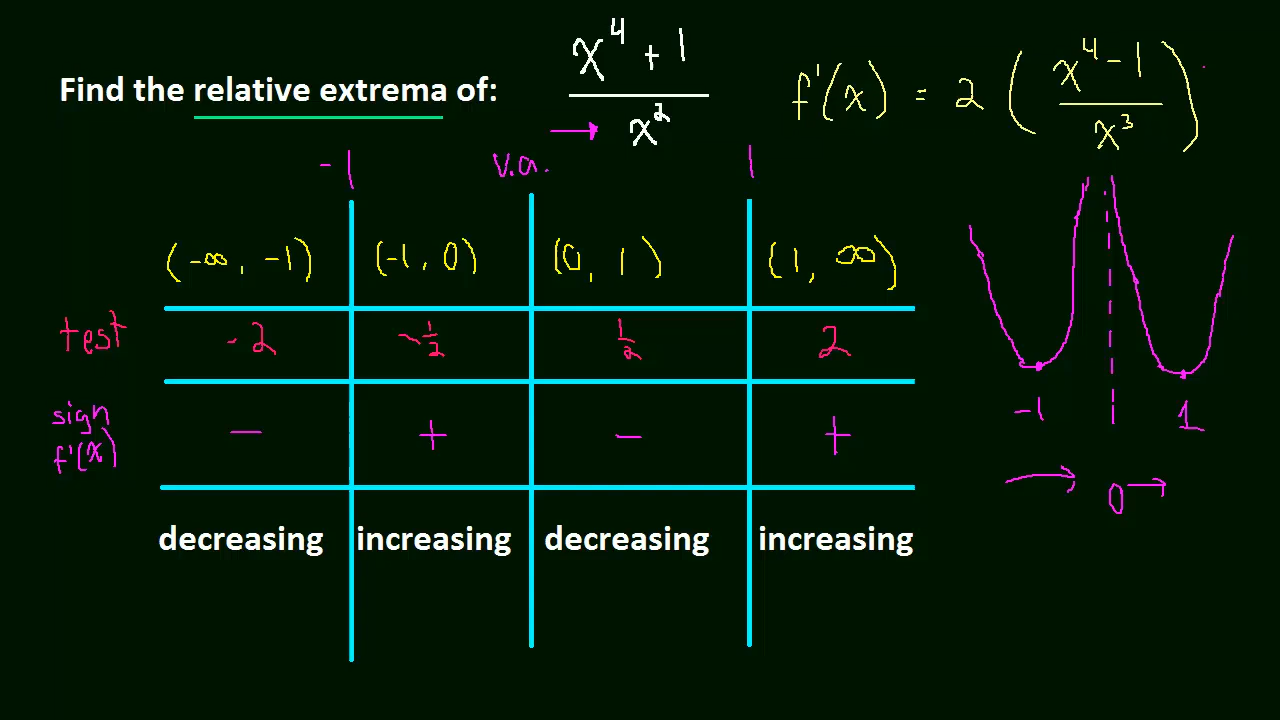 Find the relative extrema of:
x⁴ + 1
x²
f'(x) = 2 ( x⁴ - 1 / x³ )
-1 v.a. 1
(-∞, -1) (-1, 0) (0, 1) (1, ∞)
test -2 -1/2 1/2 2
sign f'(x) − + − +
-1 1
0
decreasing increasing decreasing increasing